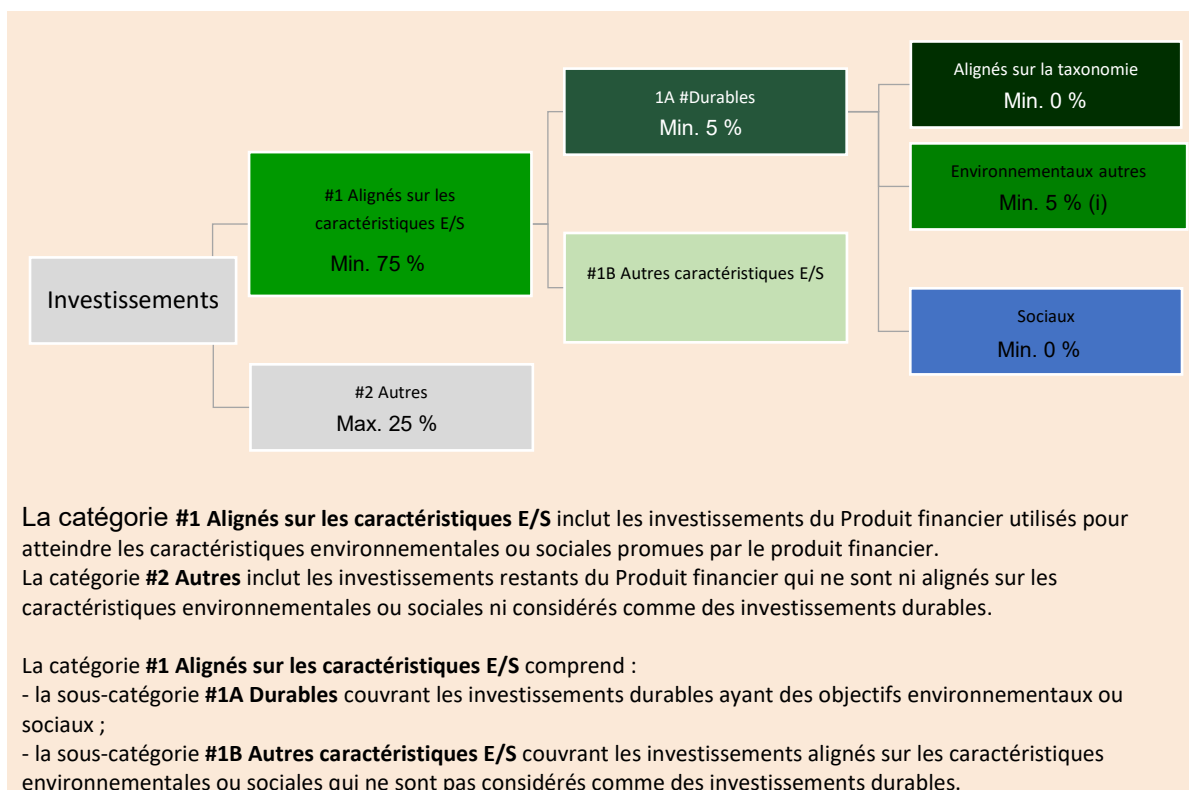 Investissements
#1 Alignés sur les
caractéristiques E/S
Min. 75 %
#2 Autres
Max. 25 %
1A #Durables
Min. 5 %
#1B Autres caractéristiques E/S
Alignés sur la taxonomie
Min. 0 %
Environnementaux autres
Min. 5 % (i)
Sociaux
Min. 0 %
La catégorie #1 Alignés sur les caractéristiques E/S inclut les investissements du Produit financier utilisés pour
atteindre les caractéristiques environnementales ou sociales promues par le produit financier.
La catégorie #2 Autres inclut les investissements restants du Produit financier qui ne sont ni alignés sur les
caractéristiques environnementales ou sociales ni considérés comme des investissements durables.
La catégorie #1 Alignés sur les caractéristiques E/S comprend :
- la sous-catégorie #1A Durables couvrant les investissements durables ayant des objectifs environnementaux ou
sociaux ;
- la sous-catégorie #1B Autres caractéristiques E/S couvrant les investissements alignés sur les caractéristiques
environnementales ou sociales qui ne sont pas considérés comme des investissements durables.